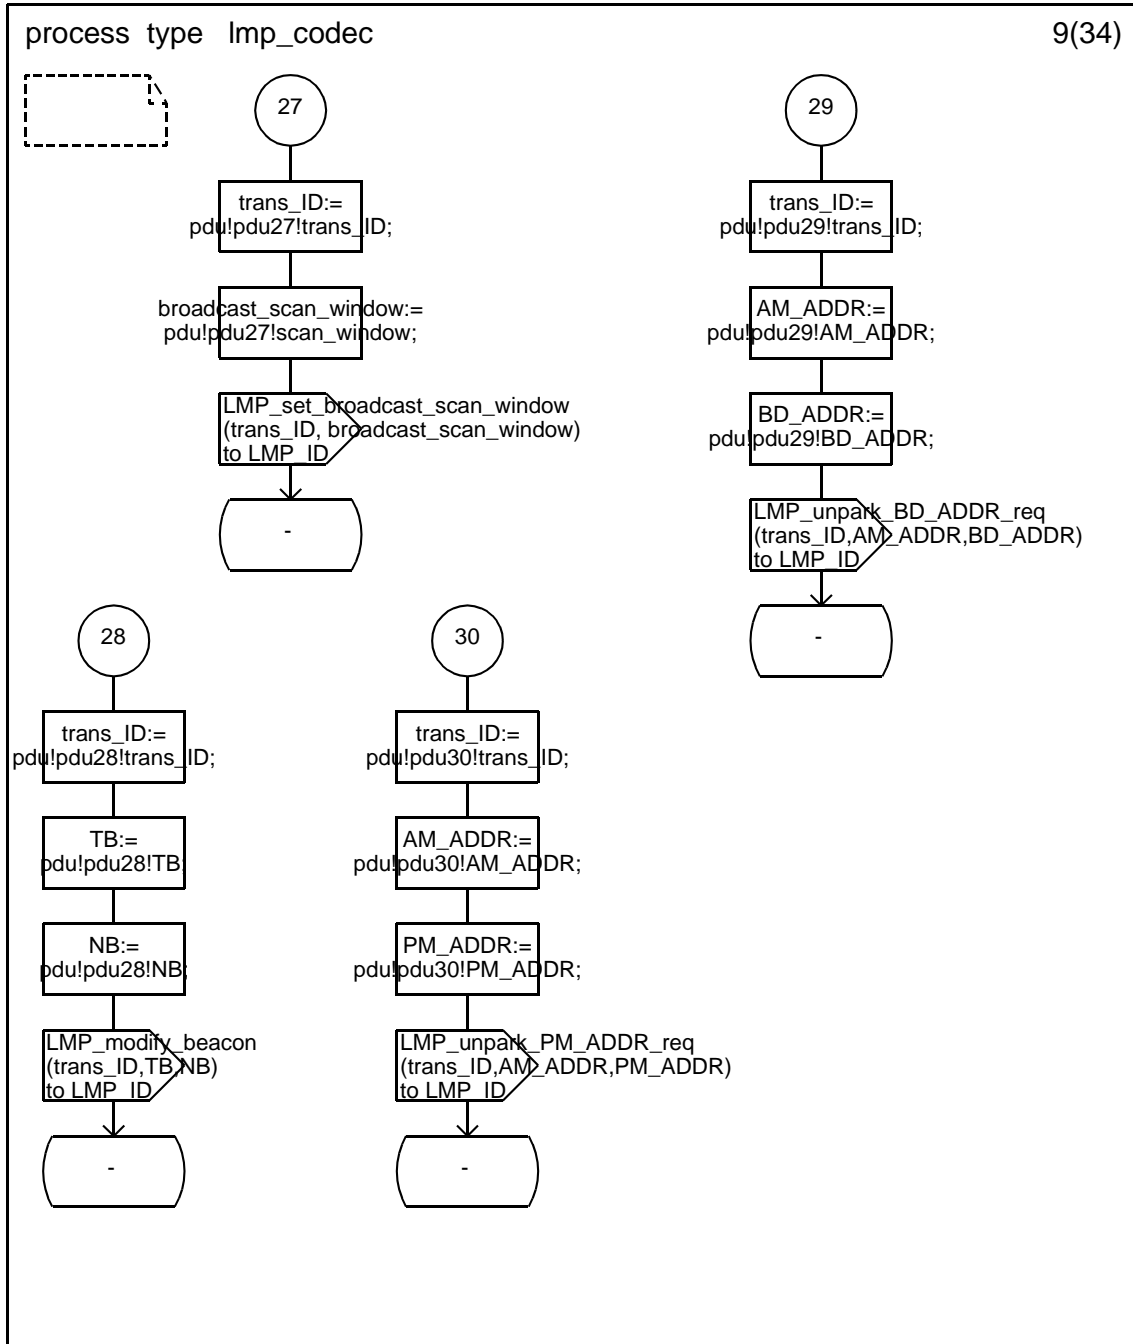 process type lmp_codec
9(34)
27
trans_ID:=
pdu!pdu27!trans_ID;
broadcast_scan_window:=
pdu!pdu27!scan_window;
LMP_set_broadcast_scan_window
(trans_ID, broadcast_scan_window)
to LMP_ID
-
29
trans_ID:=
pdu!pdu29!trans_ID;
AM_ADDR:=
pdu!pdu29!AM_ADDR;
BD_ADDR:=
pdu!pdu29!BD_ADDR;
LMP_unpark_BD_ADDR_req
(trans_ID,AM_ADDR,BD_ADDR)
to LMP_ID
-
28
trans_ID:=
pdu!pdu28!trans_ID;
TB:=
pdu!pdu28!TB;
NB:=
pdu!pdu28!NB;
LMP_modify_beacon
(trans_ID,TB,NB)
to LMP_ID
-
30
trans_ID:=
pdu!pdu30!trans_ID;
AM_ADDR:=
pdu!pdu30!AM_ADDR;
PM_ADDR:=
pdu!pdu30!PM_ADDR;
LMP_unpark_PM_ADDR_req
(trans_ID,AM_ADDR,PM_ADDR)
to LMP_ID
-